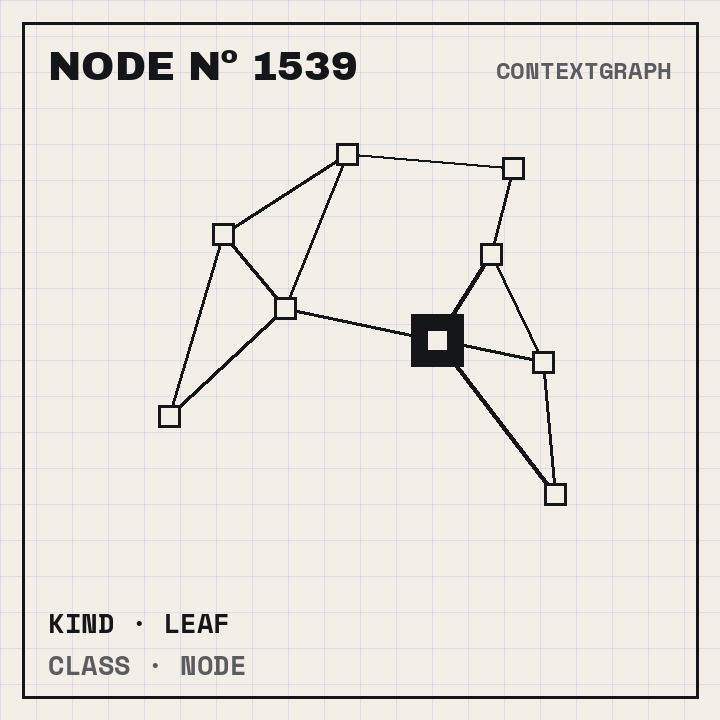 NODE Nº 1539
CONTEXTGRAPH
KIND · LEAF
CLASS · NODE